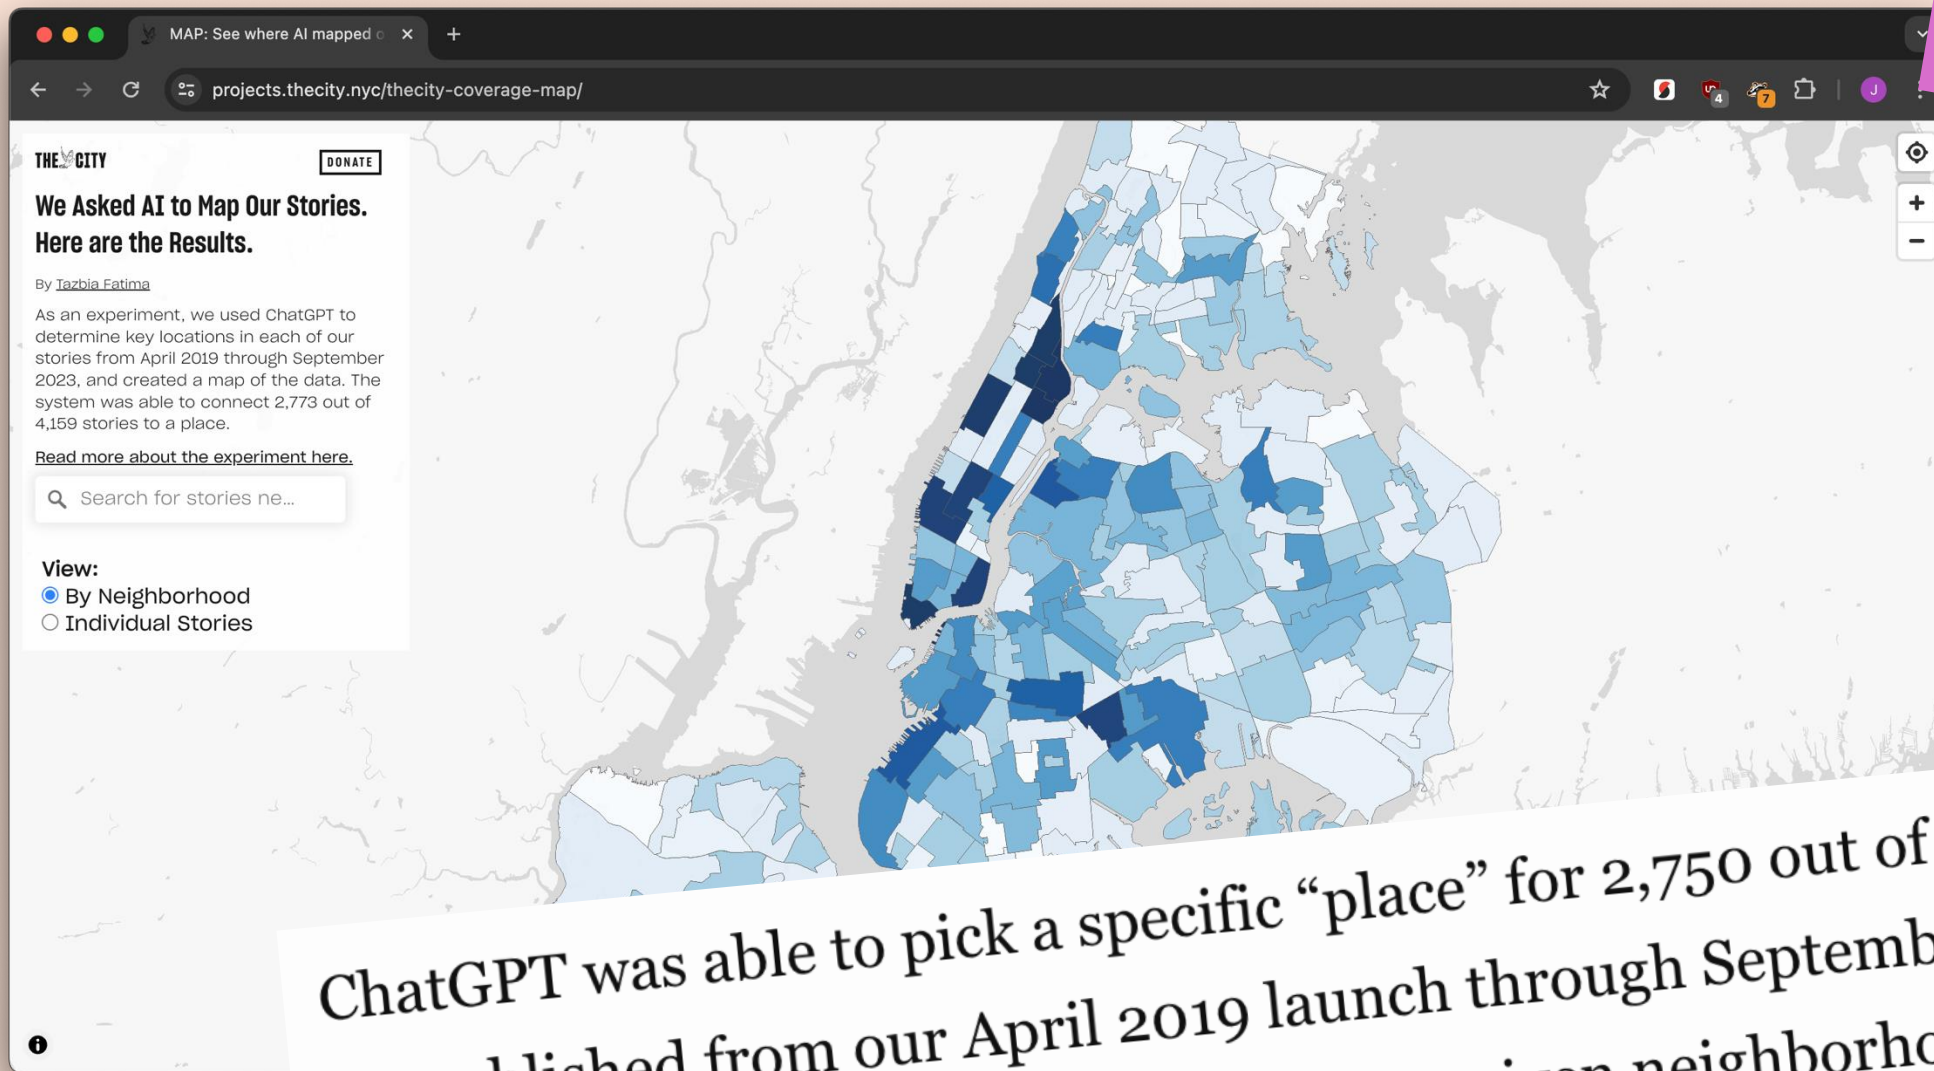 MAP: See where AI mapped o
projects.thecity.nyc/thecity-coverage-map/
4
7
J
THE CITY
DONATE
We Asked AI to Map Our Stories.
Here are the Results.
By Tazbia Fatima
As an experiment, we used ChatGPT to
determine key locations in each of our
stories from April 2019 through September
2023, and created a map of the data. The
system was able to connect 2,773 out of
4,159 stories to a place.
Read more about the experiment here.
Search for stories ne...
View:
By Neighborhood
Individual Stories
ChatGPT was able to pick a specific “place” for 2,750 out of
from our April 2019 launch through Septemb
neighborho